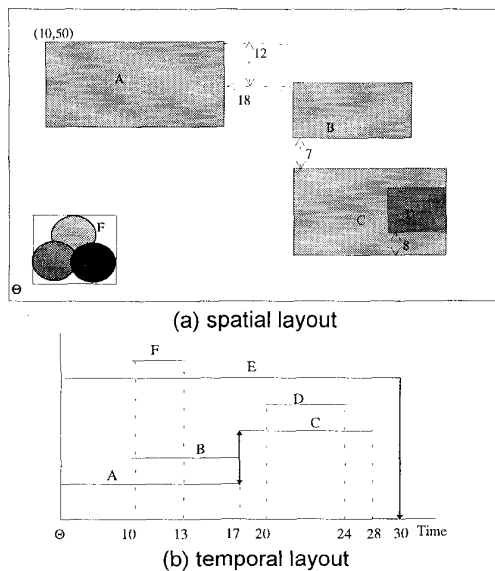 (10,50)
12
A
18
B
7
C
D
8
F
Θ
(a) spatial layout
F
E
D
C
B
A
Θ
10
13
17
20
24
28
30
Time
(b) temporal layout